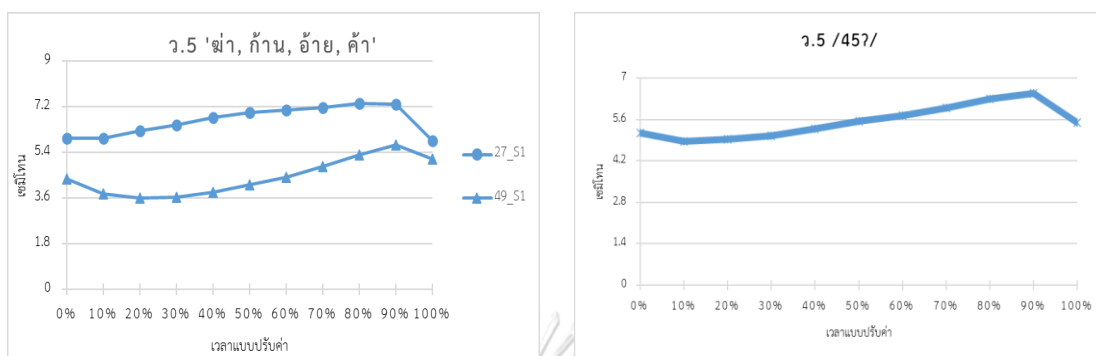 ว.5 'ฆ่า, ก้าน, อ้าย, ค้า'
9
7.2
5.4
3.6
1.8
0
เซมิโทน
0% 10% 20% 30% 40% 50% 60% 70% 80% 90% 100%
เวลาแบบปรับค่า
27_S1
49_S1
ว.5 /45ʔ/
7
5.6
4.2
2.8
1.4
0
เซมิโทน
0% 10% 20% 30% 40% 50% 60% 70% 80% 90% 100%
เวลาแบบปรับค่า